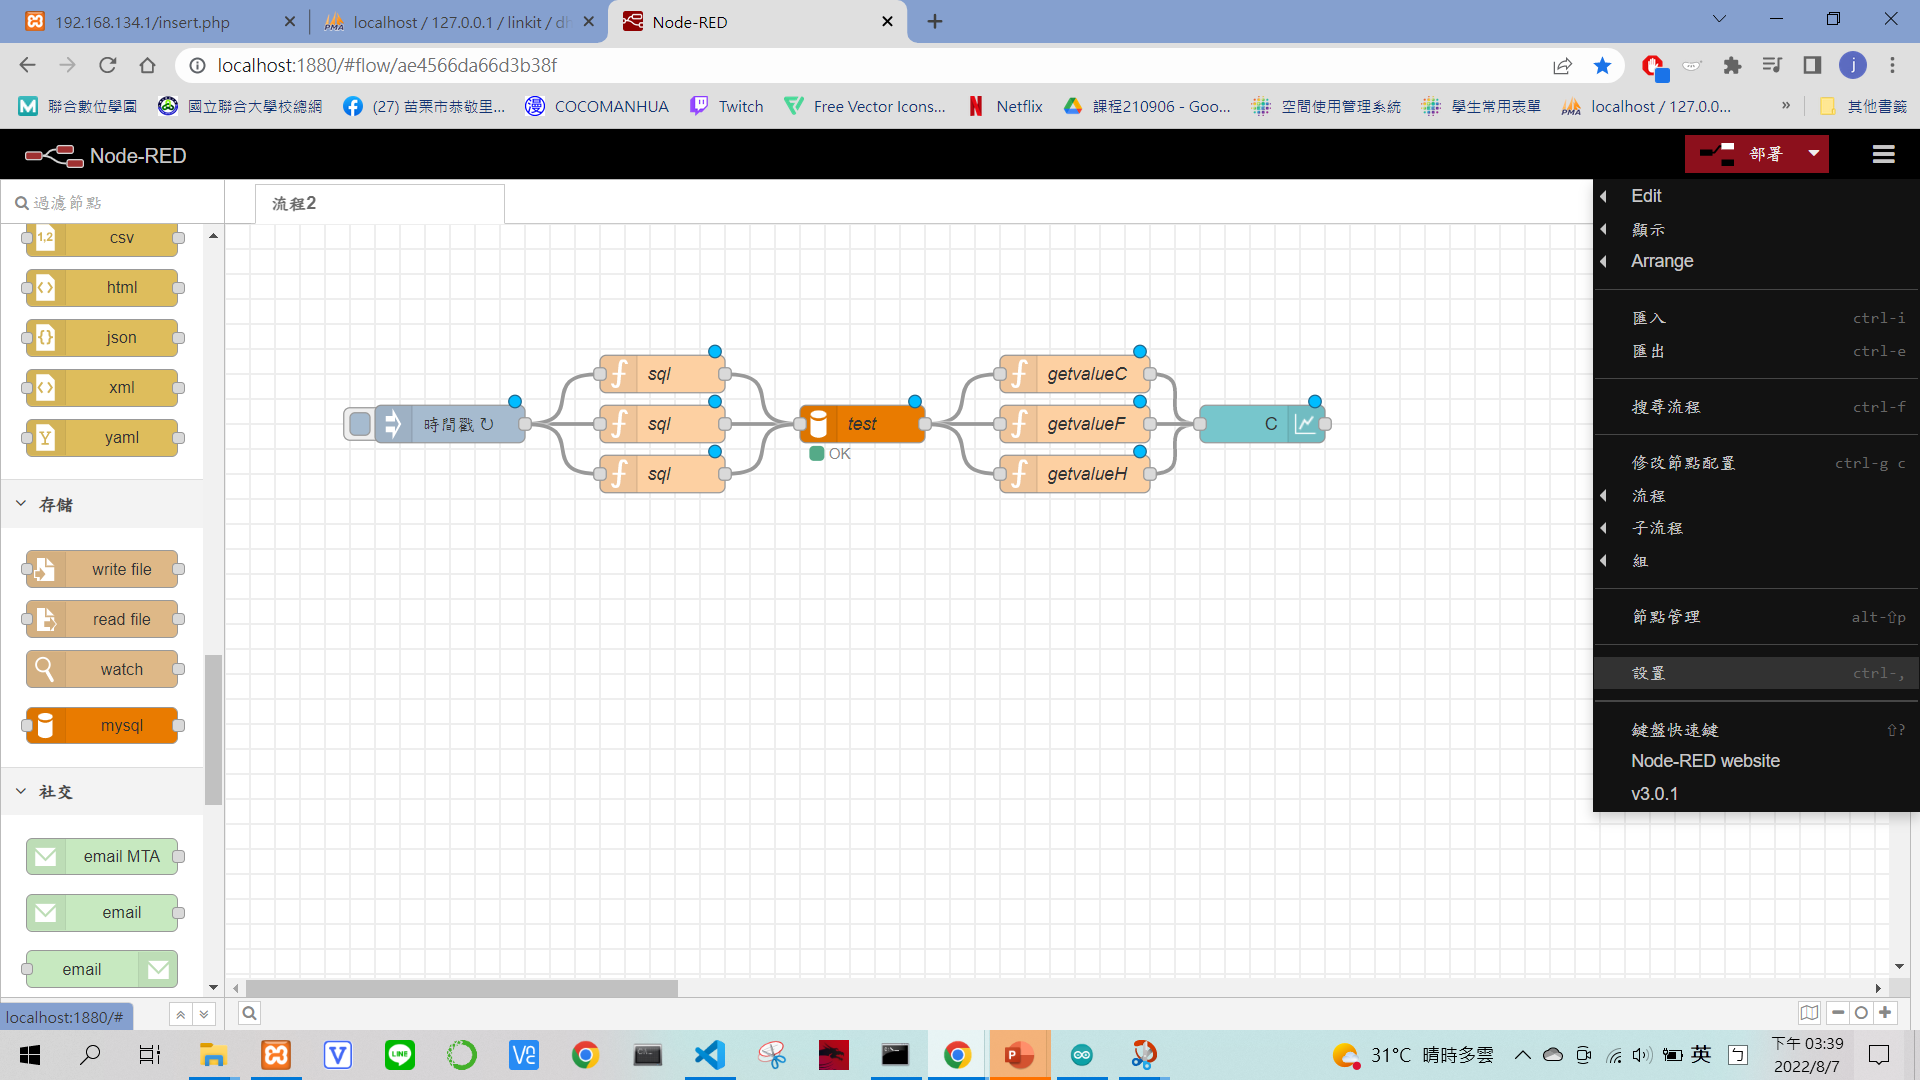 192.168.134.1/insert.php
localhost / 127.0.0.1 / linkit / dh
Node-RED
localhost:1880/#flow/ae4566da66d3b38f
j
聯合數位學園
國立聯合大學校總網
(27) 苗栗市恭敬里...
COCOMANHUA
Twitch
Free Vector Icons...
Netflix
課程210906 - Goo...
空間使用管理系統
學生常用表單
localhost / 127.0.0...
»
其他書籤
Node-RED
部署
過濾節點
流程2
csv
html
json
xml
yaml
存儲
write file
read file
watch
mysql
社交
email MTA
email
email
時間戳 ↻
sql
sql
sql
test
OK
getvalueC
getvalueF
getvalueH
C
Edit
顯示
Arrange
匯入 ctrl-i
匯出 ctrl-e
搜尋流程 ctrl-f
修改節點配置 ctrl-g c
流程
子流程
組
節點管理 alt-⇧p
設置 ctrl-,
鍵盤快速鍵 ⇧?
Node-RED website
v3.0.1
localhost:1880/#
31°C 晴時多雲
英
下午 03:39
2022/8/7